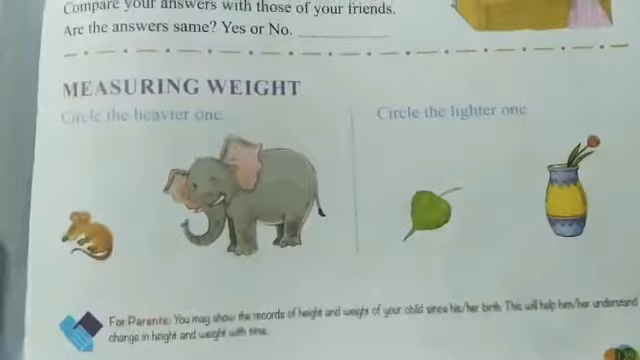 Compare your answers with those of your friends.
Are the answers same? Yes or No.
MEASURING WEIGHT
Circle the heavier one
Circle the lighter one
For Parents: You may show the records of height and weight of your child since his/her birth. This will help him/her understand
change in height and weight with time.